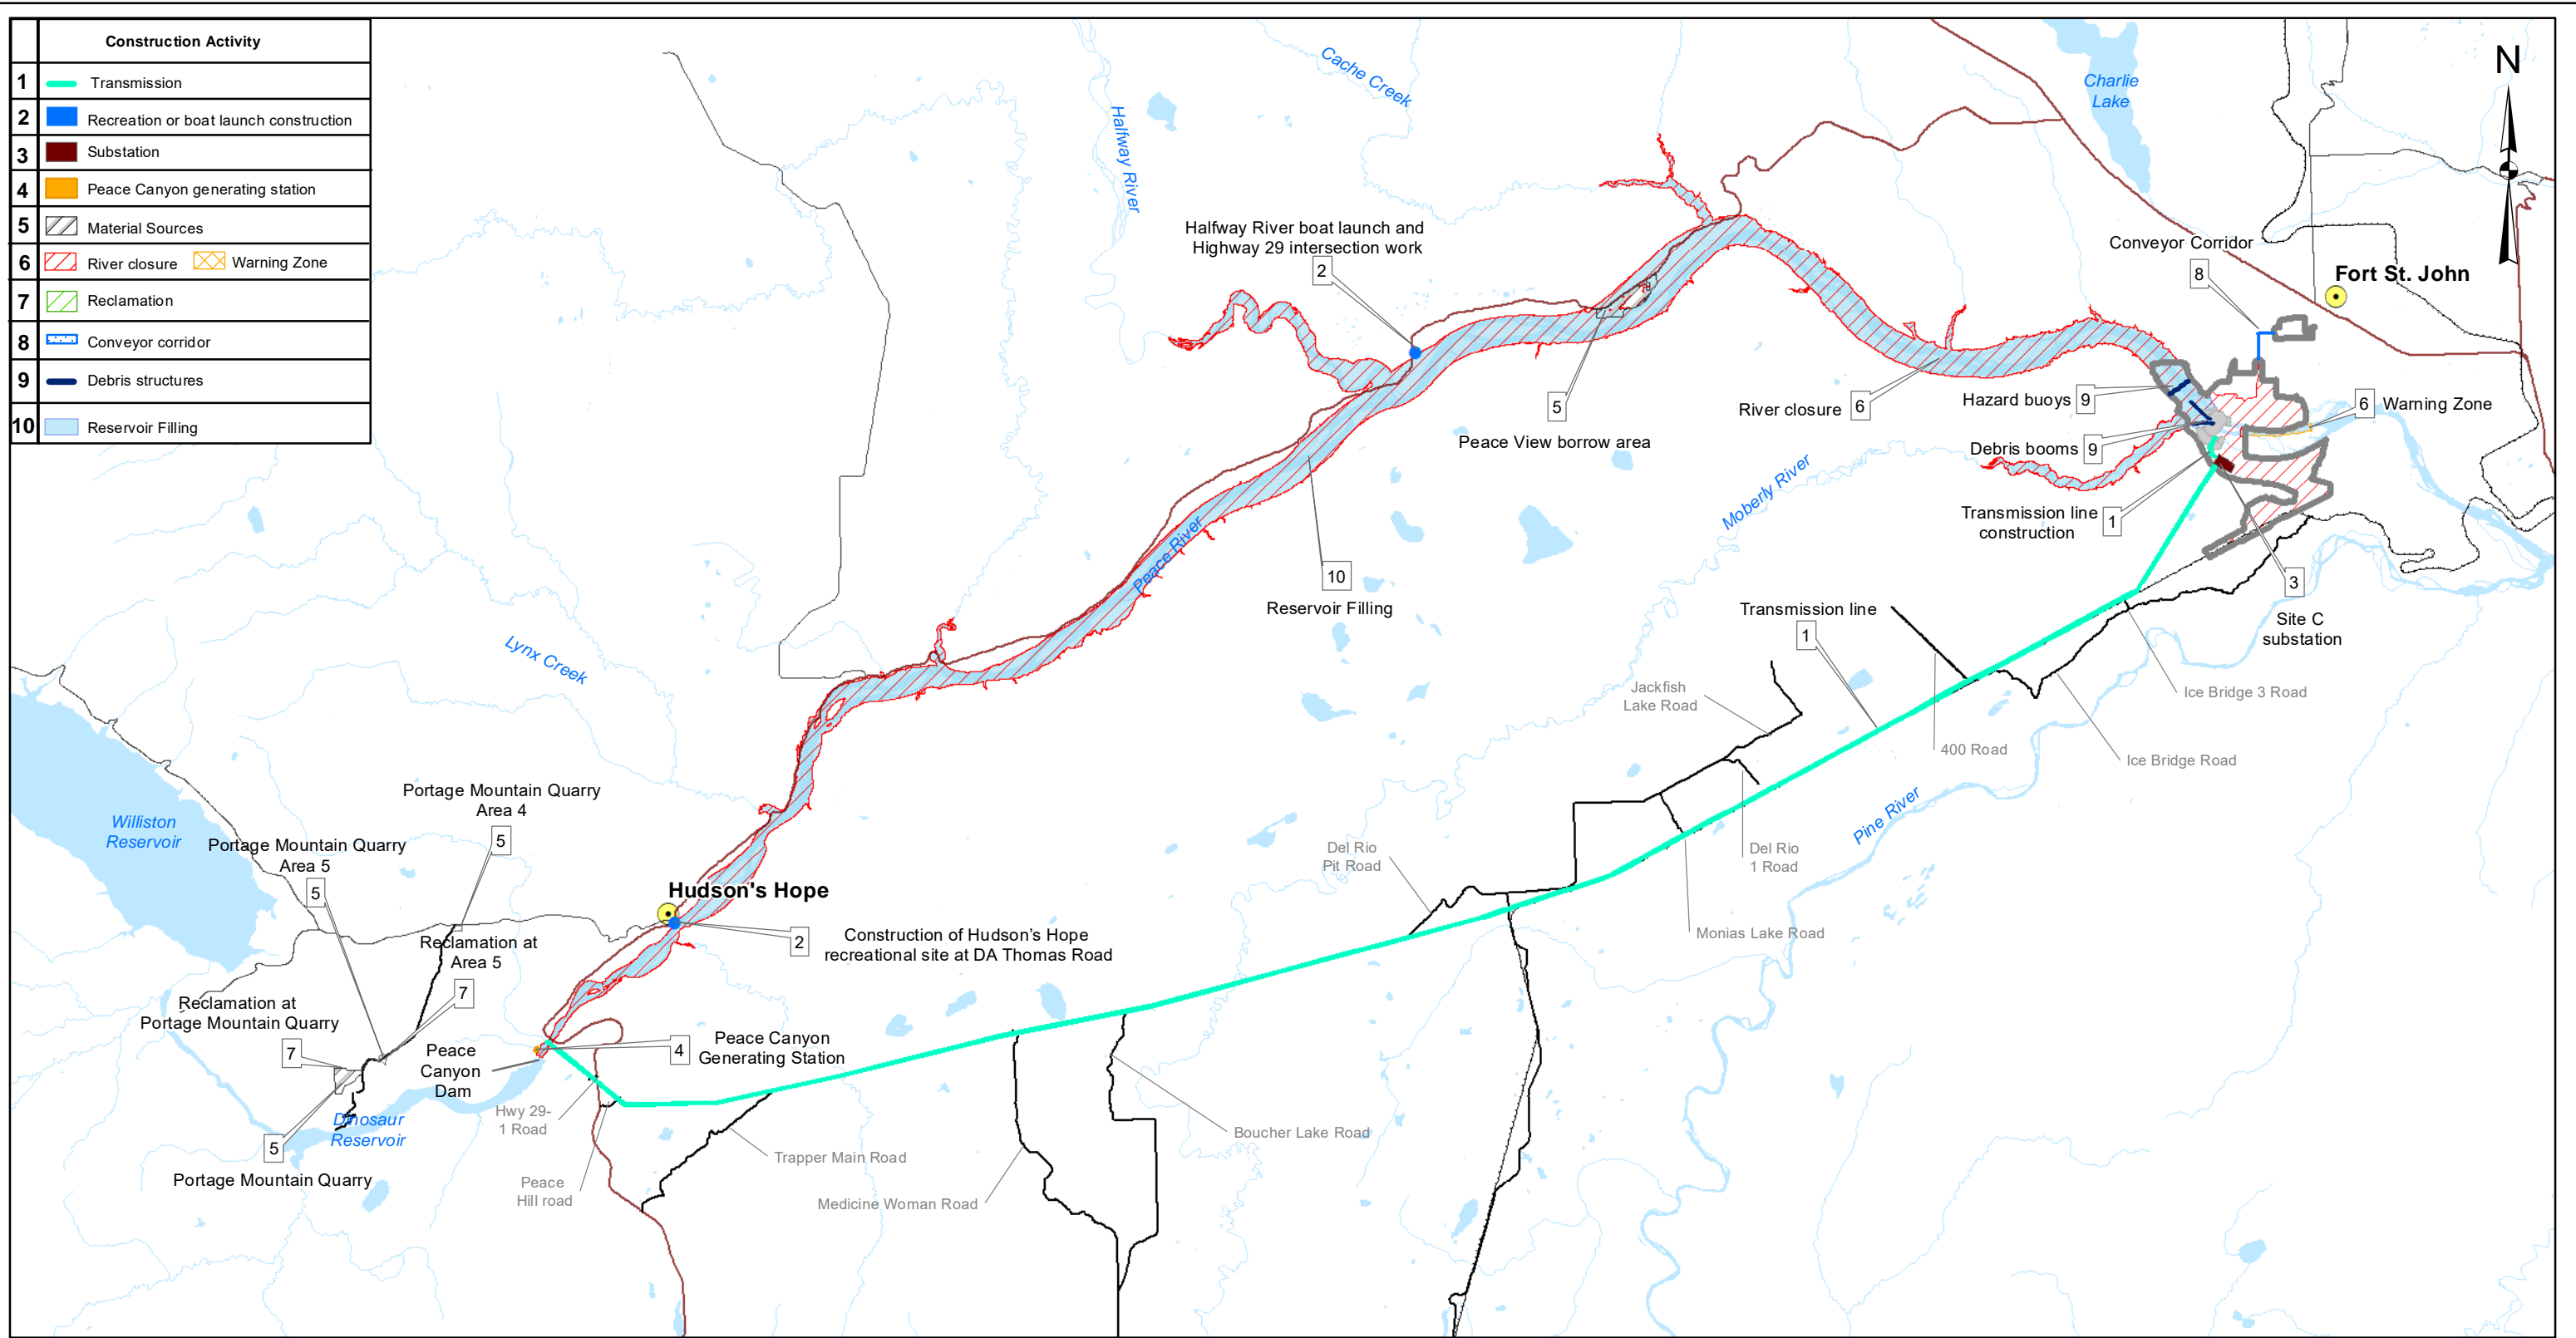 Construction Activity
1 Transmission
2 Recreation or boat launch construction
3 Substation
4 Peace Canyon generating station
5 Material Sources
6 River closure Warning Zone
7 Reclamation
8 Conveyor corridor
9 Debris structures
10 Reservoir Filling
N
Cache Creek
Halfway River
Charlie
Lake
Halfway River boat launch and
Highway 29 intersection work
2
Conveyor Corridor
8
Fort St. John
5
Peace View borrow area
River closure 6
Hazard buoys 9
6 Warning Zone
Debris booms 9
Moberly River
Transmission line
construction
1
Peace River
10
Reservoir Filling
3
Site C
substation
Transmission line
1
Lynx Creek
Jackfish
Lake Road
Ice Bridge 3 Road
400 Road
Ice Bridge Road
Pine River
Williston
Reservoir
Portage Mountain Quarry
Area 4
5
Portage Mountain Quarry
Area 5
5
Del Rio
Pit Road
Del Rio
1 Road
Monias Lake Road
Hudson's Hope
2
Construction of Hudson’s Hope
recreational site at DA Thomas Road
Reclamation at
Area 5
7
Reclamation at
Portage Mountain Quarry
7
Peace
Canyon
Dam
4
Peace Canyon
Generating Station
Hwy 29-
1 Road
Dinosaur
Reservoir
5
Portage Mountain Quarry
Peace
Hill road
Trapper Main Road
Boucher Lake Road
Medicine Woman Road